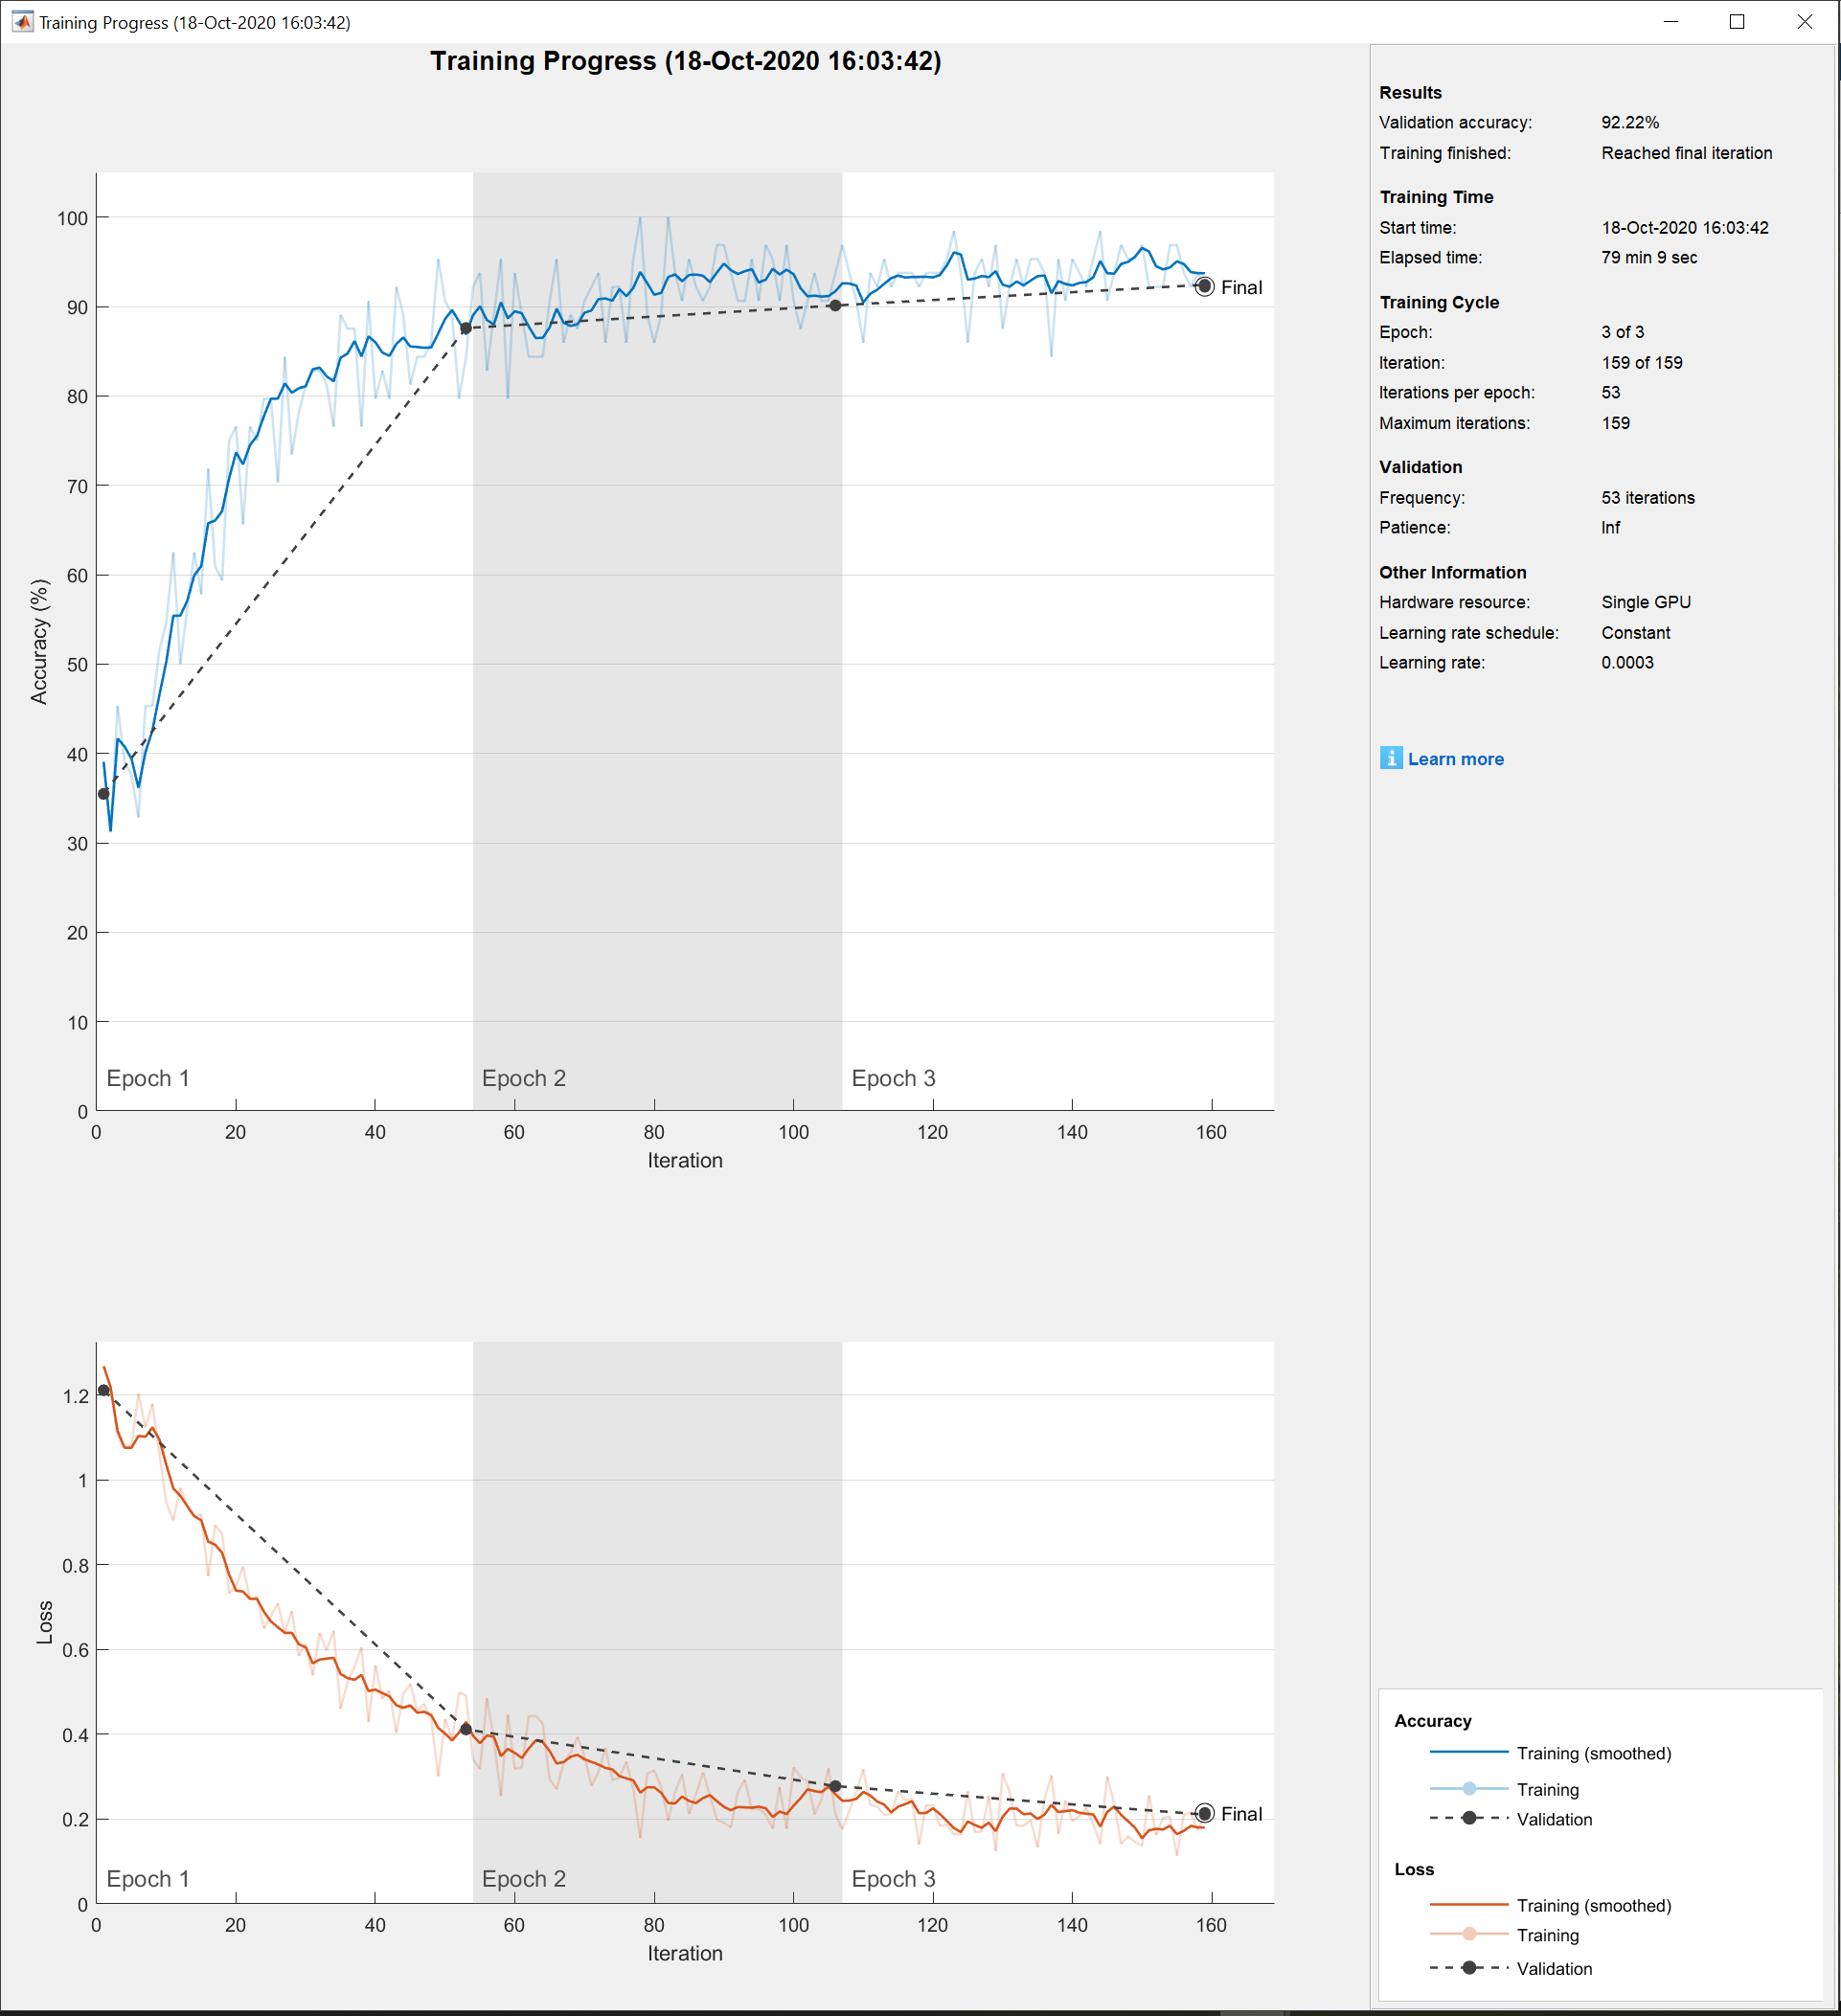 Training Progress (18-Oct-2020 16:03:42)
Training Progress (18-Oct-2020 16:03:42)
100
90
80
70
60
50
40
30
20
10
0
Accuracy (%)
Final
Epoch 1
Epoch 2
Epoch 3
0 20 40 60 80 100 120 140 160
Iteration
1.2
1
0.8
0.6
0.4
0.2
0
Loss
Final
Epoch 1
Epoch 2
Epoch 3
0 20 40 60 80 100 120 140 160
Iteration
Results
Validation accuracy: 92.22%
Training finished: Reached final iteration
Training Time
Start time: 18-Oct-2020 16:03:42
Elapsed time: 79 min 9 sec
Training Cycle
Epoch: 3 of 3
Iteration: 159 of 159
Iterations per epoch: 53
Maximum iterations: 159
Validation
Frequency: 53 iterations
Patience: Inf
Other Information
Hardware resource: Single GPU
Learning rate schedule: Constant
Learning rate: 0.0003
i Learn more
Accuracy
Training (smoothed)
Training
Validation
Loss
Training (smoothed)
Training
Validation